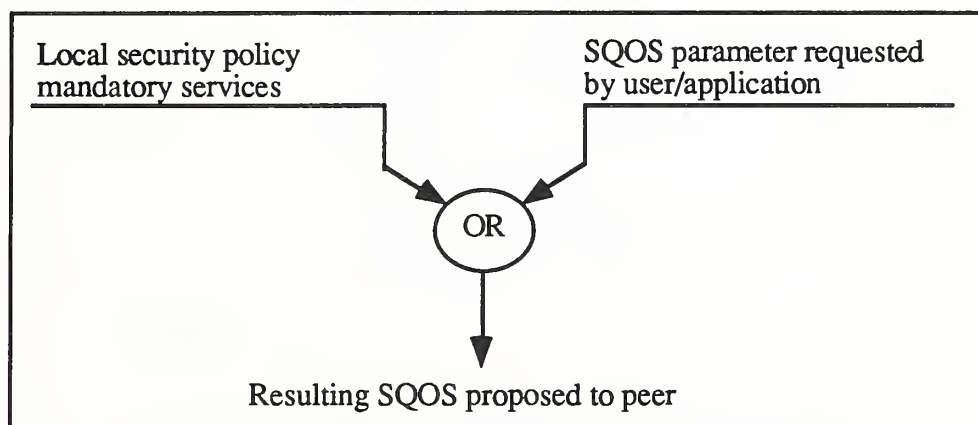 Local security policy
mandatory services
SQOS parameter requested
by user/application
OR
Resulting SQOS proposed to peer